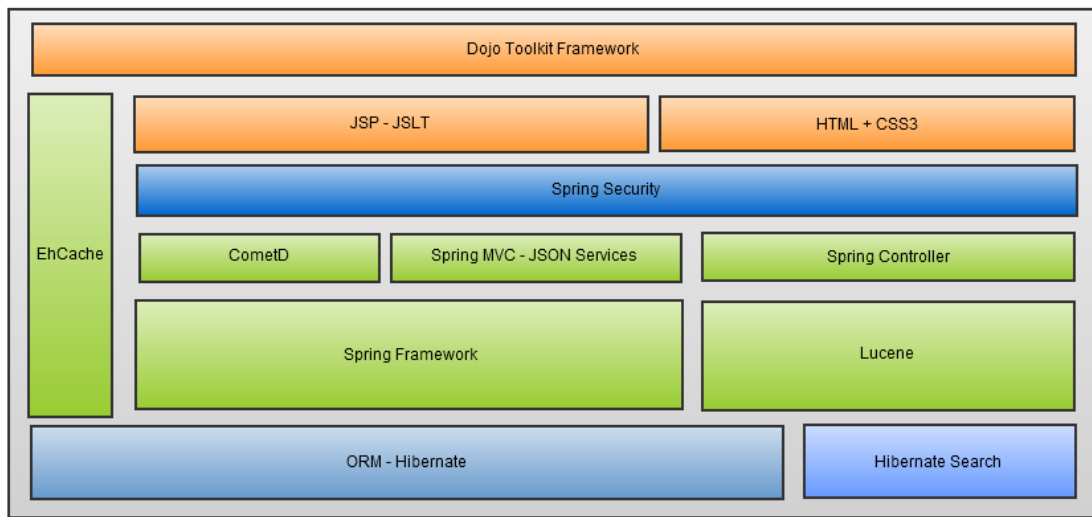 Dojo Toolkit Framework
JSP - JSLT
HTML + CSS3
Spring Security
EhCache
CometD
Spring MVC - JSON Services
Spring Controller
Spring Framework
Lucene
ORM - Hibernate
Hibernate Search